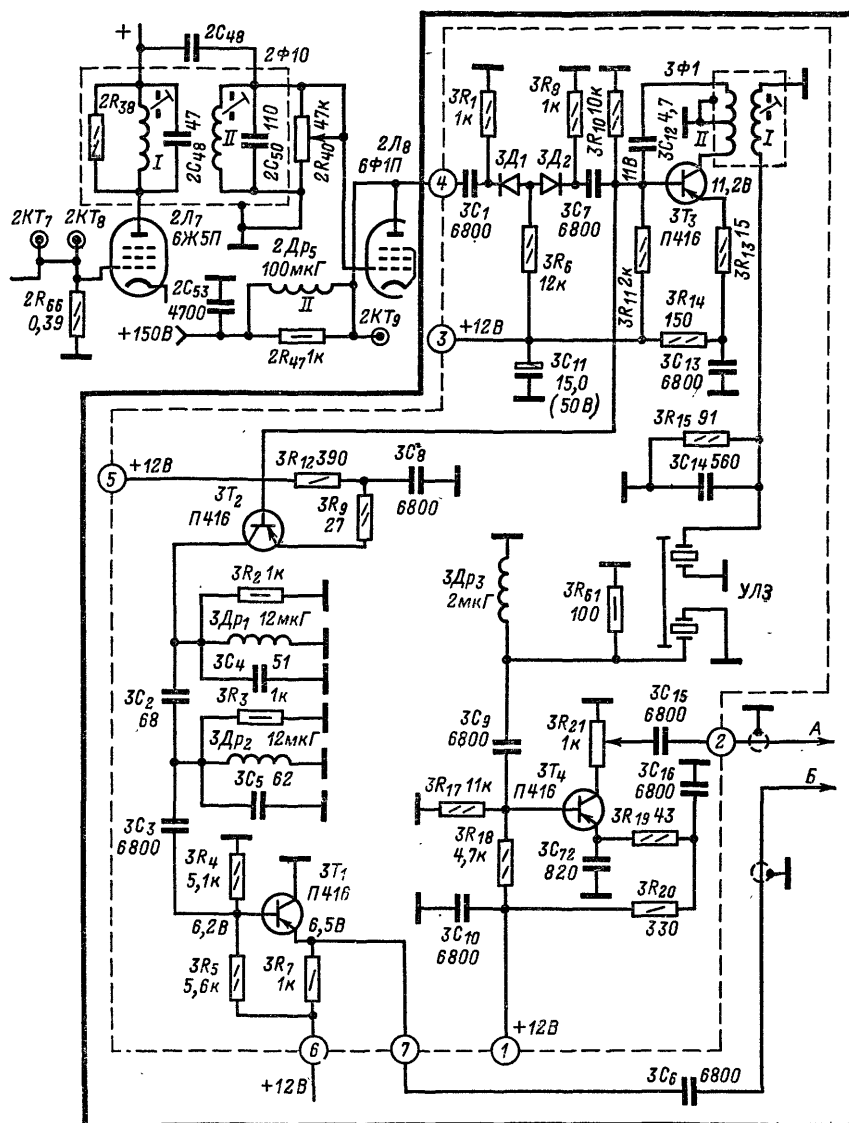 +
2C48
2Ф10
2R38
I
47
2C48
II
110
2C50
47к
2R40
2Л8
6Ф1П
2КТ7
2КТ8
2Л7
6Ж5П
2Др5
100мкГ
II
2C53
4700
2R66
0,39
+150В
2R47 1к
2КТ9
3R1
1к
3R9
1к
3R10 10к
3Ф1
3C12 4,7
II
I
4
3Д1
3Д2
11В
11,2В
3C1
6800
3C7
6800
3T3
П416
3R6
12к
3R11 2к
3R13 15
3R14
150
3
+12В
3C11
15,0
(50В)
3C13
6800
3R15 91
3C14 560
5
+12В
3R12 390
3C8
6800
3T2
П416
3R9
27
УЛЗ
3Др3
2мкГ
3R61
100
3R2 1к
3Др1 12мкГ
3C4
51
3R3
1к
3C2
68
3Др2
12мкГ
3C5 62
3C9
6800
3R21
1к
3C15
6800
2
А
Б
3R17 11к
3T4
П416
3C16
6800
3R18
4,7к
3R19 43
3C72
820
3C3
6800
3R4
5,1к
3T1
П416
6,2В
6,5В
3R20
330
3C10
6800
3R5
5,6к
3R7
1к
+12В
6
7
1
+12В
3C6
6800